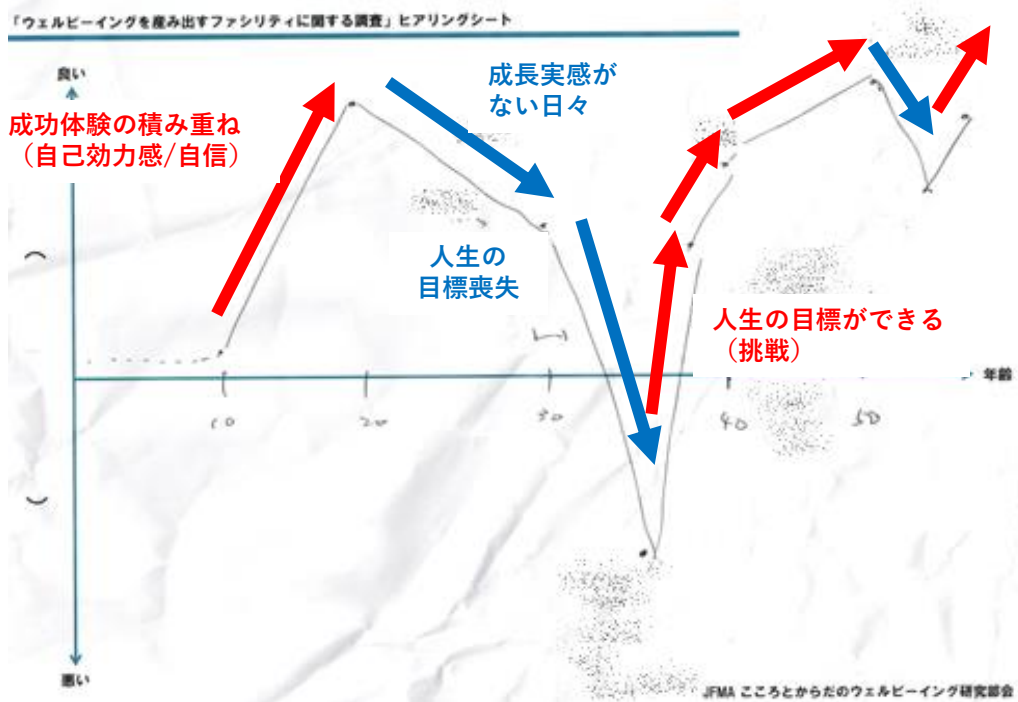 「ウェルビーイングを産み出すファシリティに関する調査」ヒアリングシート
良い
成功体験の積み重ね
（自己効力感/自信）
成長実感が
ない日々
人生の
目標喪失
人生の目標ができる
（挑戦）
年齢
10
20
30
40
50
悪い
JFMA こころとからだのウェルビーイング研究部会